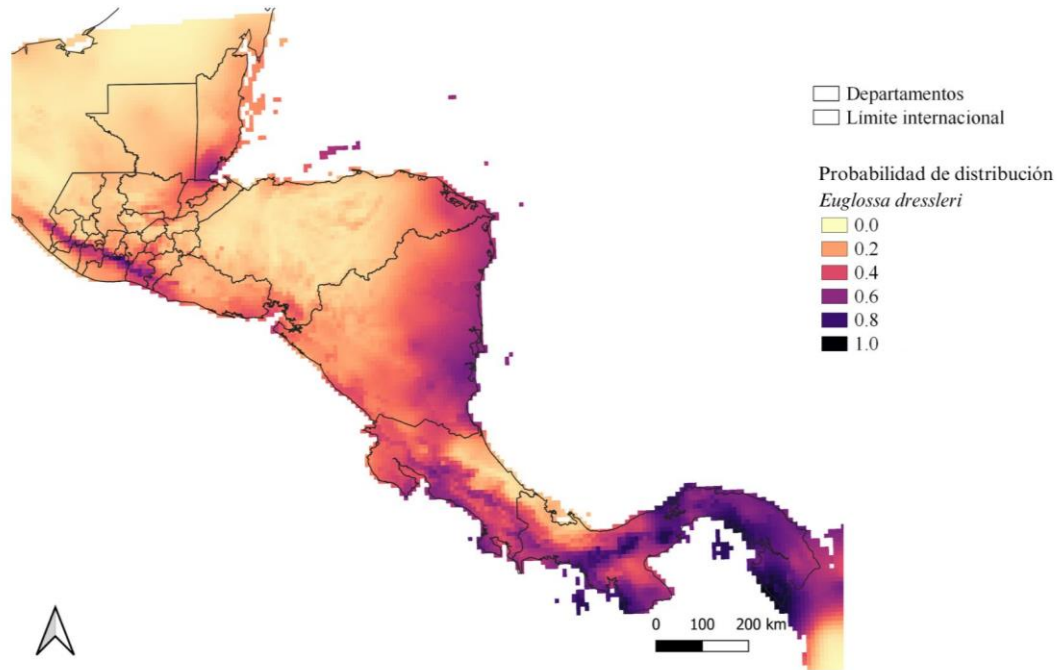 Departamentos
Límite internacional
Probabilidad de distribución
Euglossa dressleri
0.0
0.2
0.4
0.6
0.8
1.0
0 100 200 km